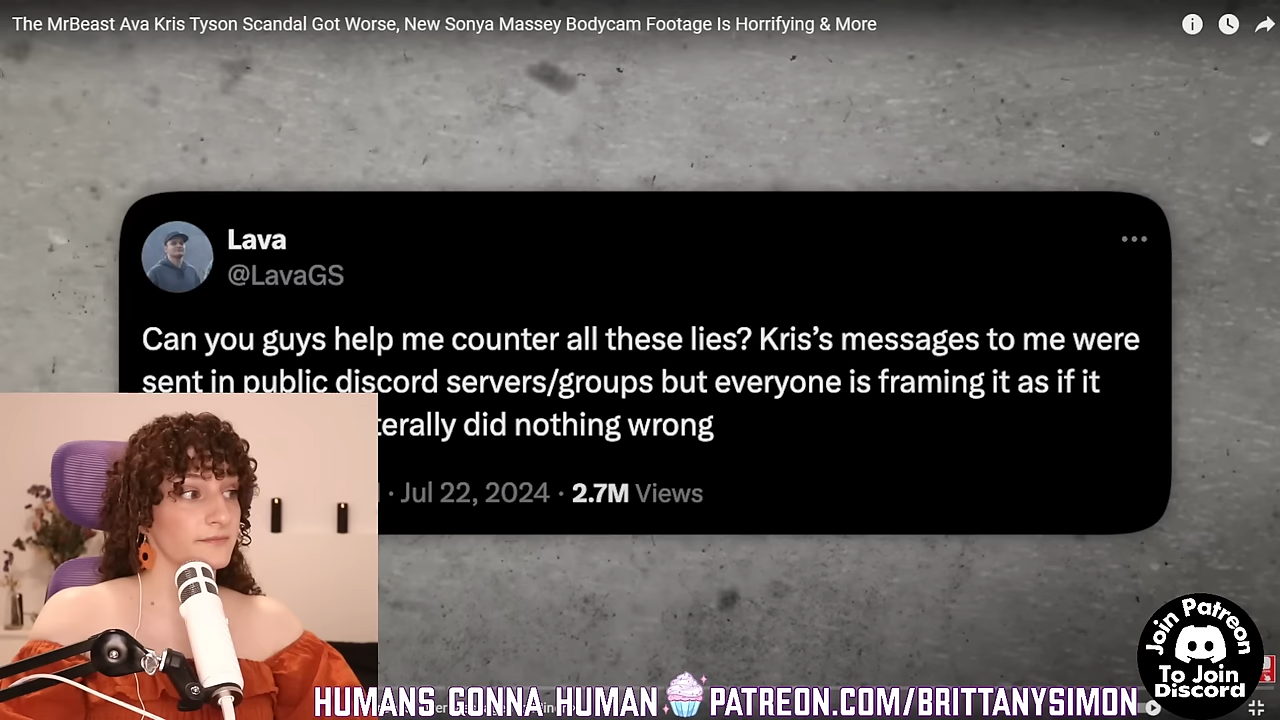 The MrBeast Ava Kris Tyson Scandal Got Worse, New Sonya Massey Bodycam Footage Is Horrifying & More
Lava
@LavaGS
Can you guys help me counter all these lies? Kris’s messages to me were
sent in public discord servers/groups but everyone is framing it as if it
terally did nothing wrong
· Jul 22, 2024 · 2.7M Views
Join Patreon
To Join
Discord
HUMANS GONNA HUMAN PATREON.COM/BRITTANYSIMON